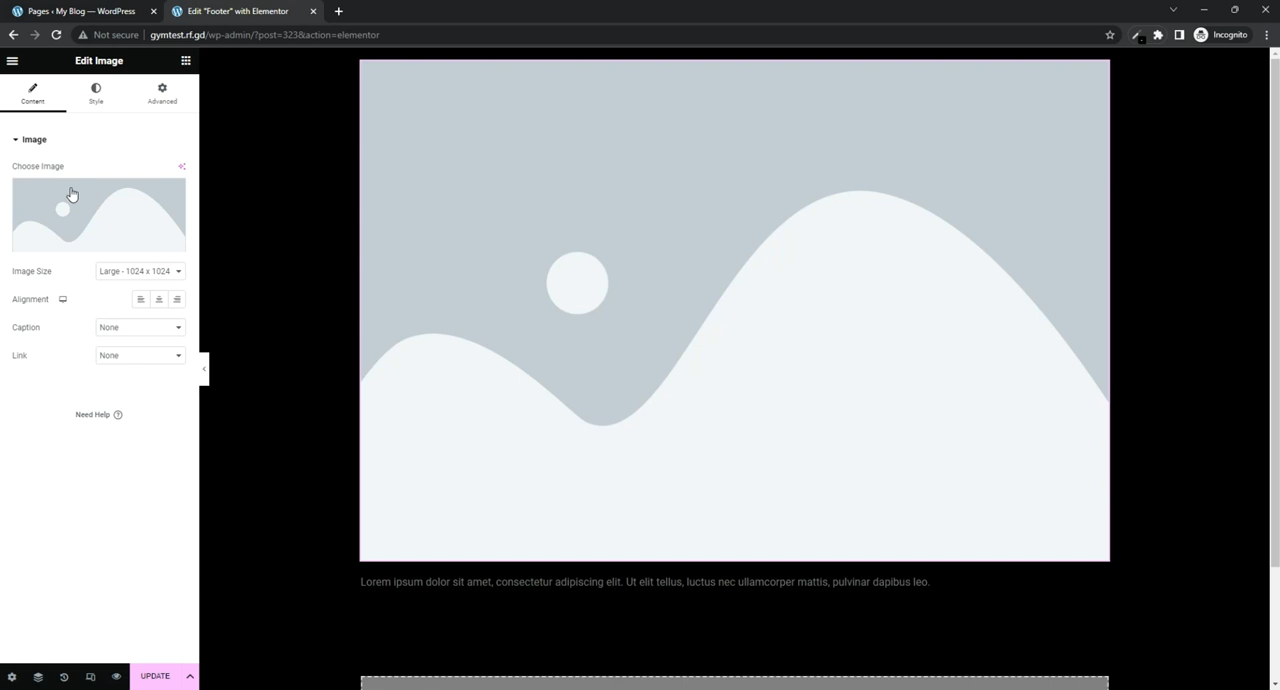 Pages ‹ My Blog — WordPress
Edit "Footer" with Elementor
Not secure
gymtest.rf.gd/wp-admin/?post=323&action=elementor
Incognito
Edit Image
Content
Style
Advanced
Image
Choose Image
Image Size
Large - 1024 x 1024
Alignment
Caption
None
Link
None
Need Help
Lorem ipsum dolor sit amet, consectetur adipiscing elit. Ut elit tellus, luctus nec ullamcorper mattis, pulvinar dapibus leo.
UPDATE